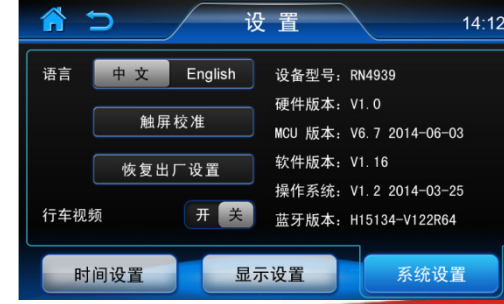 设置
14:12
语言 中文 English
触屏校准
恢复出厂设置
行车视频 开 关
设备型号：RN4939
硬件版本：V1.0
MCU 版本：V6.7 2014-06-03
软件版本：V1.16
操作系统：V1.2 2014-03-25
蓝牙版本：H15134-V122R64
时间设置 显示设置 系统设置